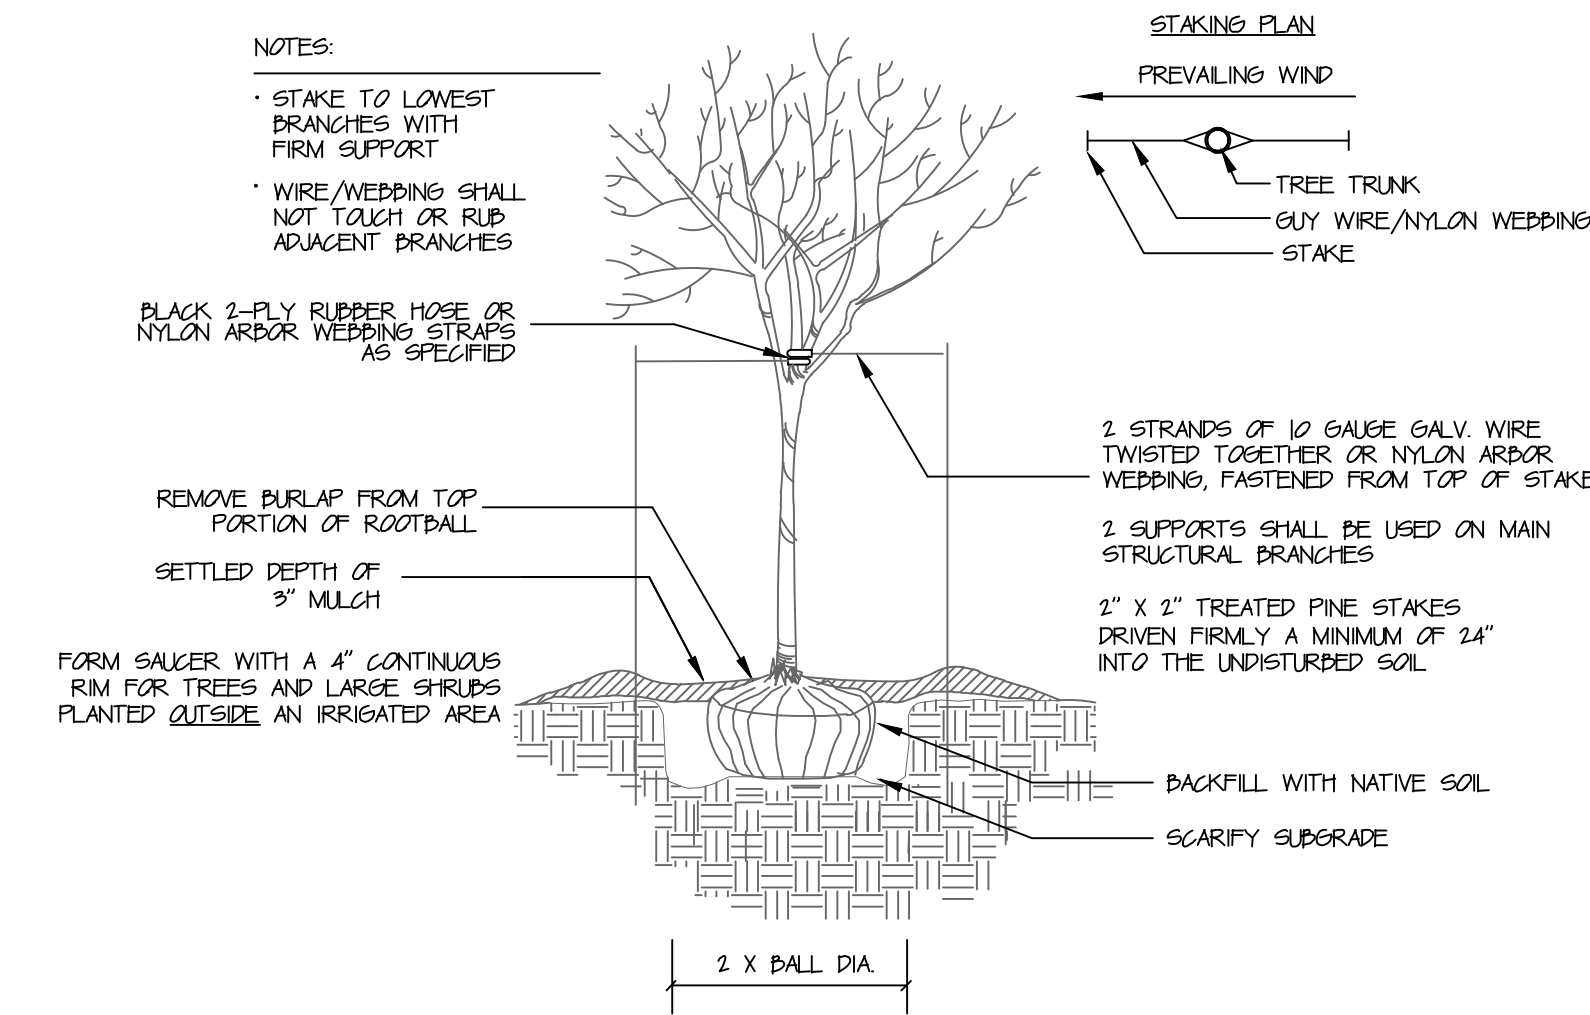 NOTES:
· STAKE TO LOWEST
BRANCHES WITH
FIRM SUPPORT
· WIRE/WEBBING SHALL
NOT TOUCH OR RUB
ADJACENT BRANCHES
BLACK 2-PLY RUBBER HOSE OR
NYLON ARBOR WEBBING STRAPS
AS SPECIFIED
REMOVE BURLAP FROM TOP
PORTION OF ROOTBALL
SETTLED DEPTH OF
3" MULCH
FORM SAUCER WITH A 4" CONTINUOUS
RIM FOR TREES AND LARGE SHRUBS
PLANTED OUTSIDE AN IRRIGATED AREA
STAKING PLAN
PREVAILING WIND
TREE TRUNK
GUY WIRE/NYLON WEBBING
STAKE
2 STRANDS OF 10 GAUGE GALV. WIRE
TWISTED TOGETHER OR NYLON ARBOR
WEBBING, FASTENED FROM TOP OF STAKE
2 SUPPORTS SHALL BE USED ON MAIN
STRUCTURAL BRANCHES
2" X 2" TREATED PINE STAKES
DRIVEN FIRMLY A MINIMUM OF 24"
INTO THE UNDISTURBED SOIL
BACKFILL WITH NATIVE SOIL
SCARIFY SUBGRADE
2 X BALL DIA.